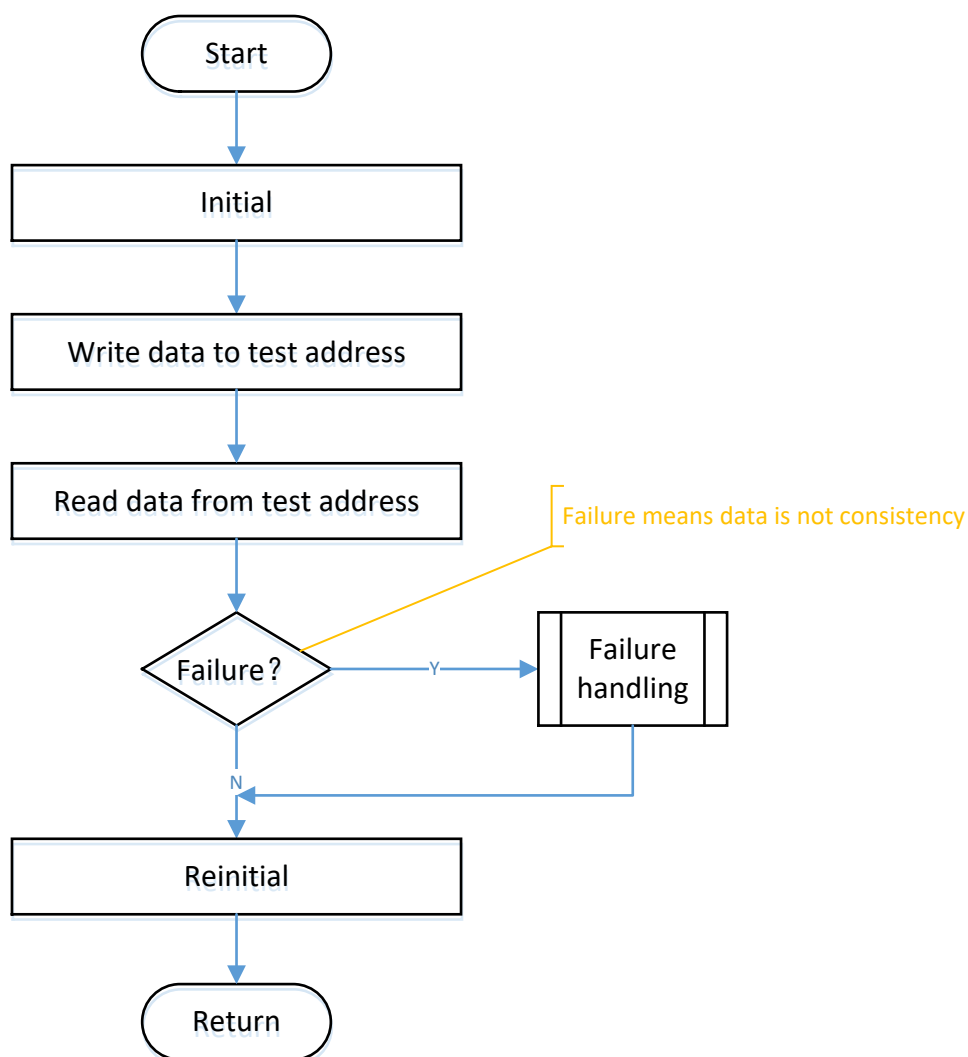 Start
Initial
Write data to test address
Read data from test address
Failure means data is not consistency
Failure？
Y
Failure
handling
N
Reinitial
Return